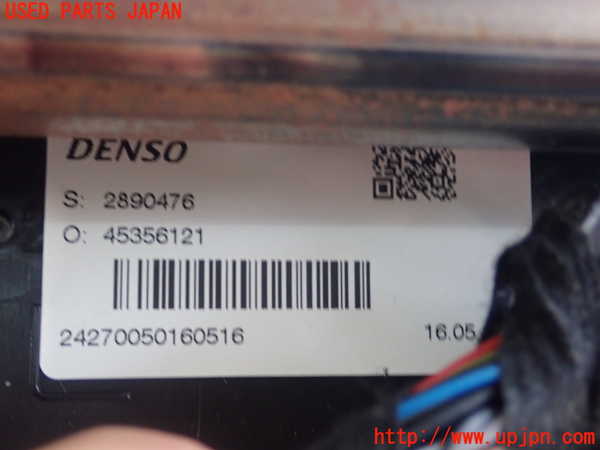 USED PARTS JAPAN
DENSO
S: 2890476
O: 45356121
24270050160516
16.05
http://www.upjpn.com/